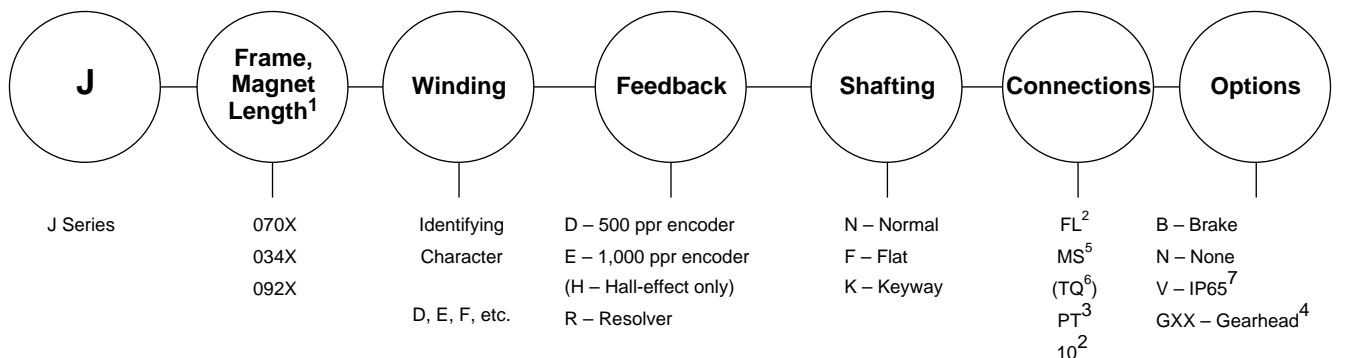 J
Frame,
Magnet
Length1
Winding
Feedback
Shafting
Connections
Options
J Series
070X
034X
092X
Identifying
Character
D, E, F, etc.
D – 500 ppr encoder
E – 1,000 ppr encoder
(H – Hall-effect only)
R – Resolver
N – Normal
F – Flat
K – Keyway
FL2
MS5
(TQ6)
PT3
102
B – Brake
N – None
V – IP657
GXX – Gearhead4